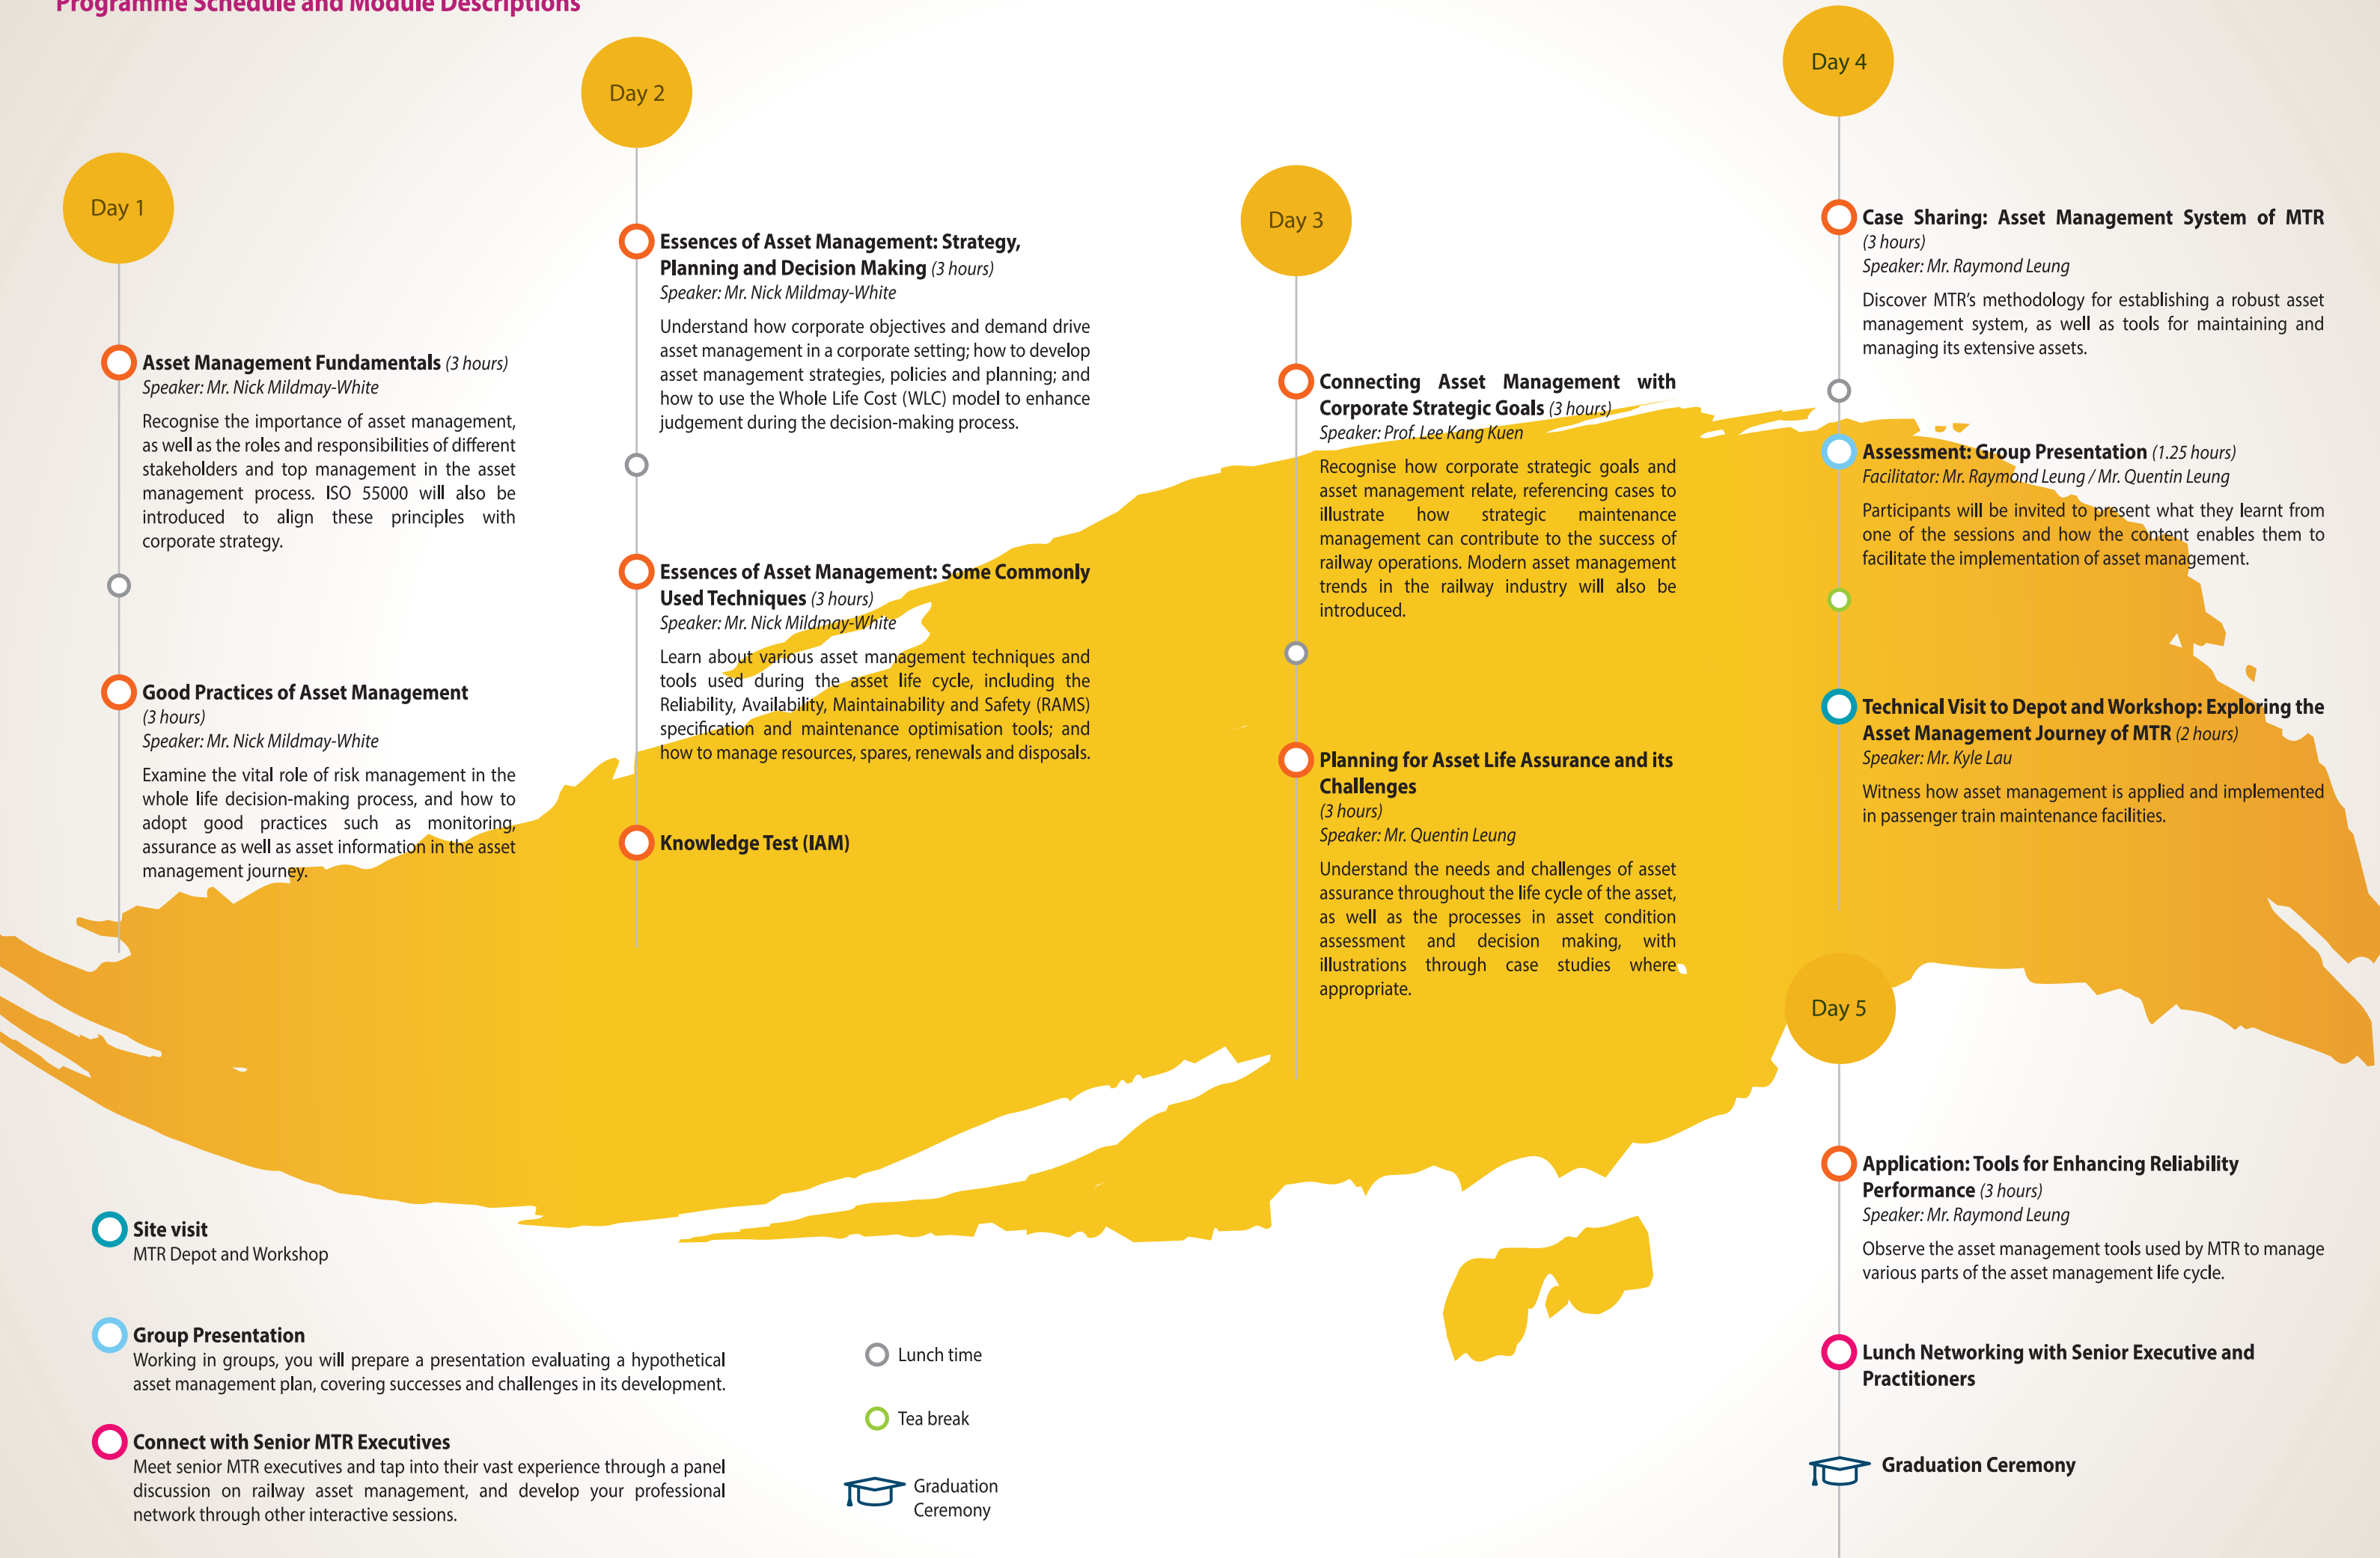 Programme Schedule and Module Descriptions
Day 1
Asset Management Fundamentals (3 hours)
Speaker: Mr. Nick Mildmay-White
Recognise the importance of asset management,
as well as the roles and responsibilities of different
stakeholders and top management in the asset
management process. ISO 55000 will also be
introduced to align these principles with
corporate strategy.
Good Practices of Asset Management
(3 hours)
Speaker: Mr. Nick Mildmay-White
Examine the vital role of risk management in the
whole life decision-making process, and how to
adopt good practices such as monitoring,
assurance as well as asset information in the asset
management journey.
Day 2
Essences of Asset Management: Strategy,
Planning and Decision Making (3 hours)
Speaker: Mr. Nick Mildmay-White
Understand how corporate objectives and demand drive
asset management in a corporate setting; how to develop
asset management strategies, policies and planning; and
how to use the Whole Life Cost (WLC) model to enhance
judgement during the decision-making process.
Essences of Asset Management: Some Commonly
Used Techniques (3 hours)
Speaker: Mr. Nick Mildmay-White
Learn about various asset management techniques and
tools used during the asset life cycle, including the
Reliability, Availability, Maintainability and Safety (RAMS)
specification and maintenance optimisation tools; and
how to manage resources, spares, renewals and disposals.
Knowledge Test (IAM)
Day 3
Connecting Asset Management with
Corporate Strategic Goals (3 hours)
Speaker: Prof. Lee Kang Kuen
Recognise how corporate strategic goals and
asset management relate, referencing cases to
illustrate how strategic maintenance
management can contribute to the success of
railway operations. Modern asset management
trends in the railway industry will also be
introduced.
Planning for Asset Life Assurance and its
Challenges
(3 hours)
Speaker: Mr. Quentin Leung
Understand the needs and challenges of asset
assurance throughout the life cycle of the asset,
as well as the processes in asset condition
assessment and decision making, with
illustrations through case studies where
appropriate.
Day 4
Case Sharing: Asset Management System of MTR
(3 hours)
Speaker: Mr. Raymond Leung
Discover MTR's methodology for establishing a robust asset
management system, as well as tools for maintaining and
managing its extensive assets.
Assessment: Group Presentation (1.25 hours)
Facilitator: Mr. Raymond Leung / Mr. Quentin Leung
Participants will be invited to present what they learnt from
one of the sessions and how the content enables them to
facilitate the implementation of asset management.
Technical Visit to Depot and Workshop: Exploring the
Asset Management Journey of MTR (2 hours)
Speaker: Mr. Kyle Lau
Witness how asset management is applied and implemented
in passenger train maintenance facilities.
Day 5
Application: Tools for Enhancing Reliability
Performance (3 hours)
Speaker: Mr. Raymond Leung
Observe the asset management tools used by MTR to manage
various parts of the asset management life cycle.
Lunch Networking with Senior Executive and
Practitioners
Graduation Ceremony
Site visit
MTR Depot and Workshop
Group Presentation
Working in groups, you will prepare a presentation evaluating a hypothetical
asset management plan, covering successes and challenges in its development.
Connect with Senior MTR Executives
Meet senior MTR executives and tap into their vast experience through a panel
discussion on railway asset management, and develop your professional
network through other interactive sessions.
Lunch time
Tea break
Graduation
Ceremony